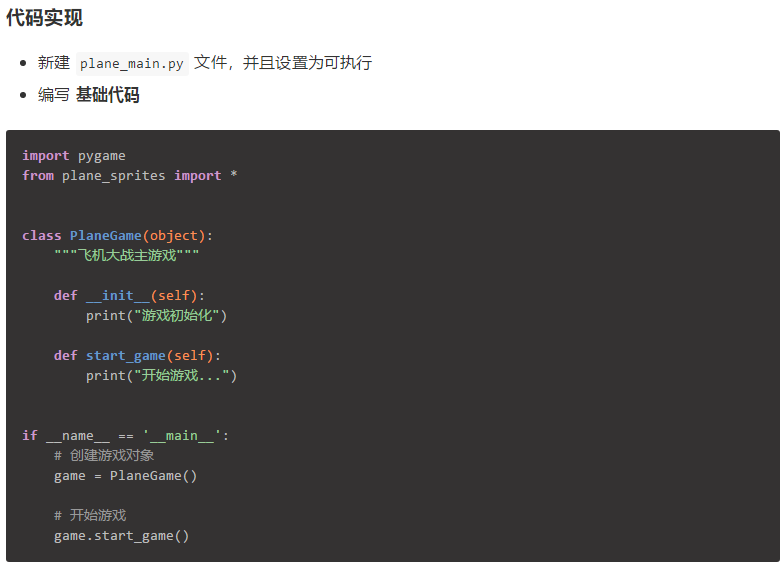 代码实现
新建 plane_main.py 文件，并且设置为可执行
编写 基础代码
import pygame
from plane_sprites import *
class PlaneGame(object):
    """飞机大战主游戏"""
    def __init__(self):
        print("游戏初始化")
    def start_game(self):
        print("开始游戏...")
if __name__ == '__main__':
    # 创建游戏对象
    game = PlaneGame()
    # 开始游戏
    game.start_game()